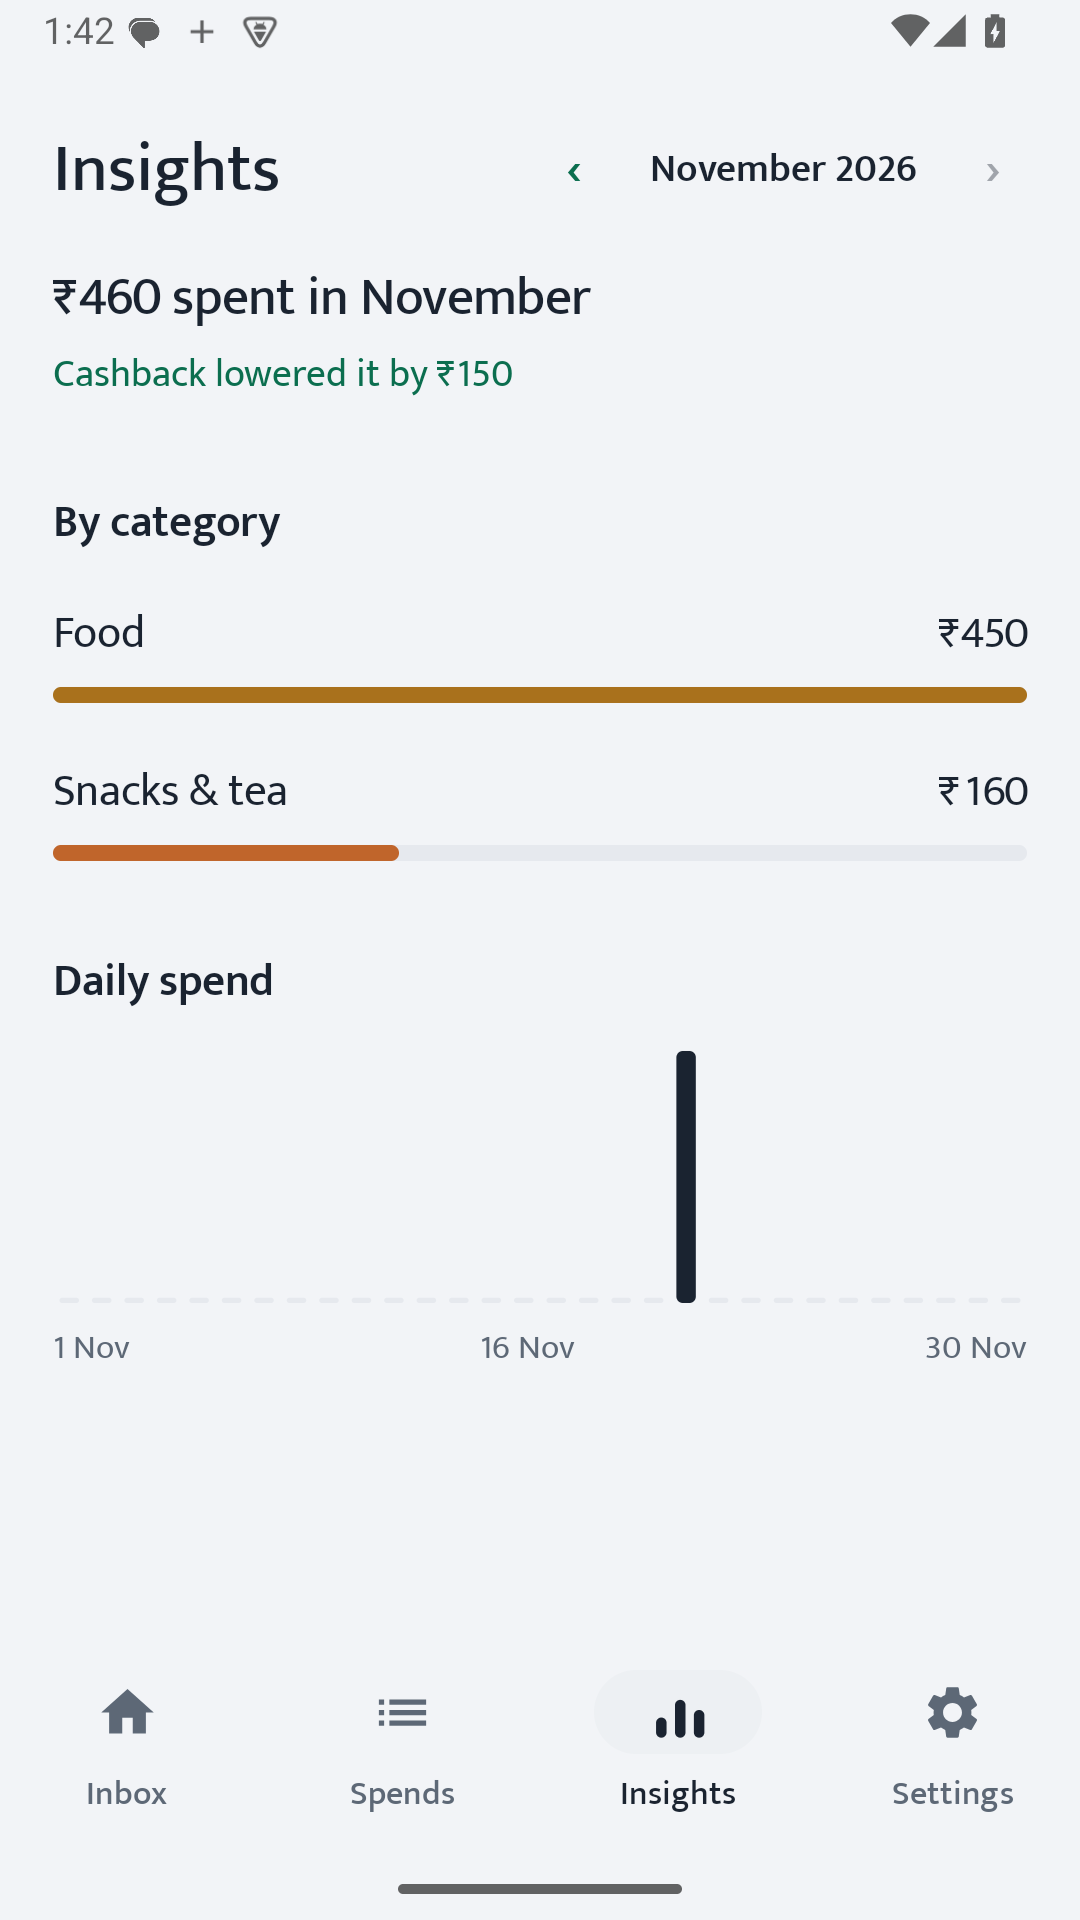 1:42
Insights
‹ November 2026 ›
₹460 spent in November
Cashback lowered it by ₹150
By category
Food ₹450
Snacks & tea ₹160
Daily spend
1 Nov 16 Nov 30 Nov
Inbox Spends Insights Settings